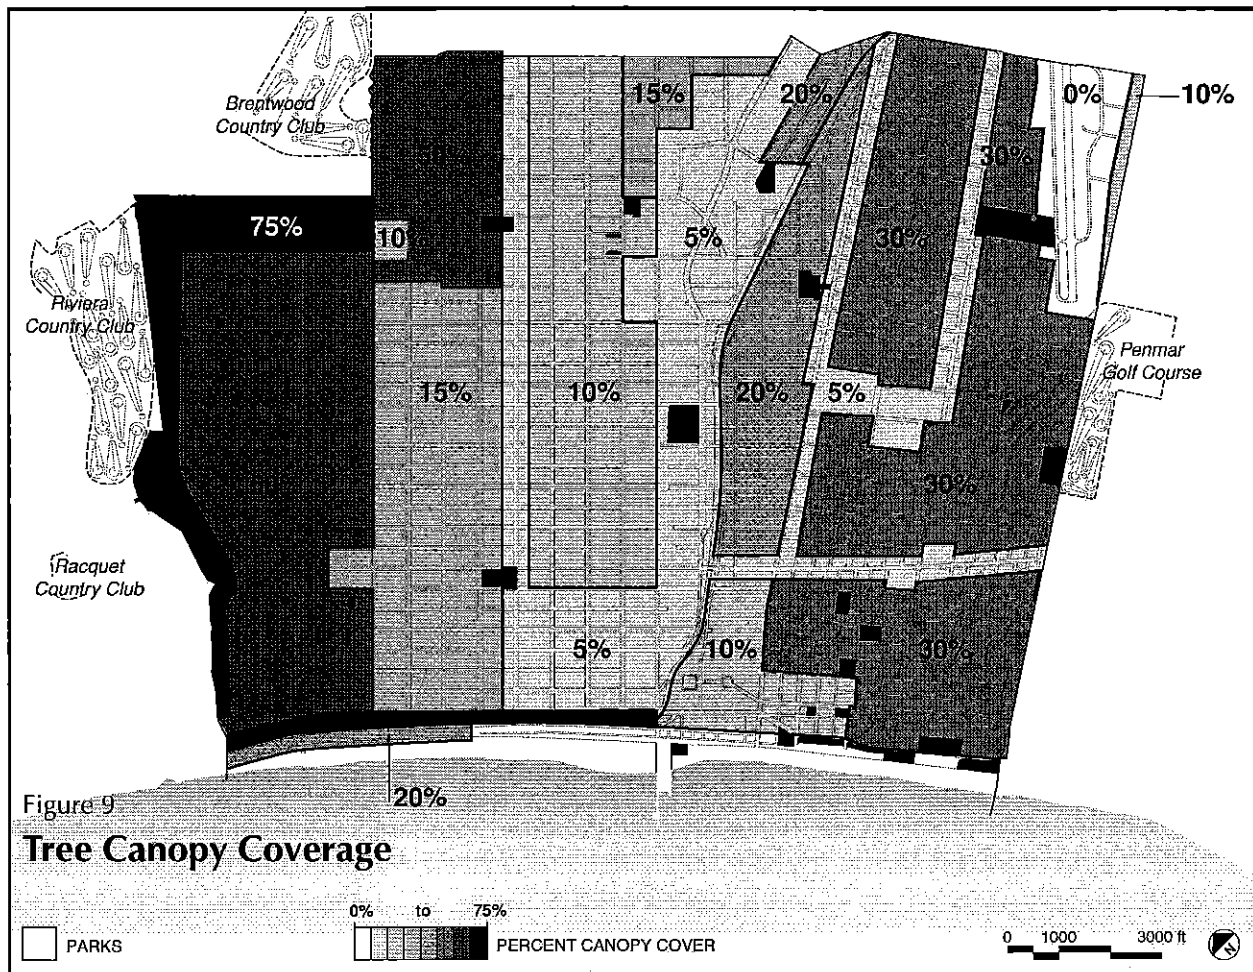 Brentwood
Country Club
15%
20%
0%
10%
30%
75%
10%
5%
30%
Riviera
Country Club
Penmar
Golf Course
15%
10%
20%
5%
30%
Racquet
Country Club
5%
10%
30%
20%
Figure 9
Tree Canopy Coverage
0% to 75%
PARKS
PERCENT CANOPY COVER
0 1000 3000 ft
N